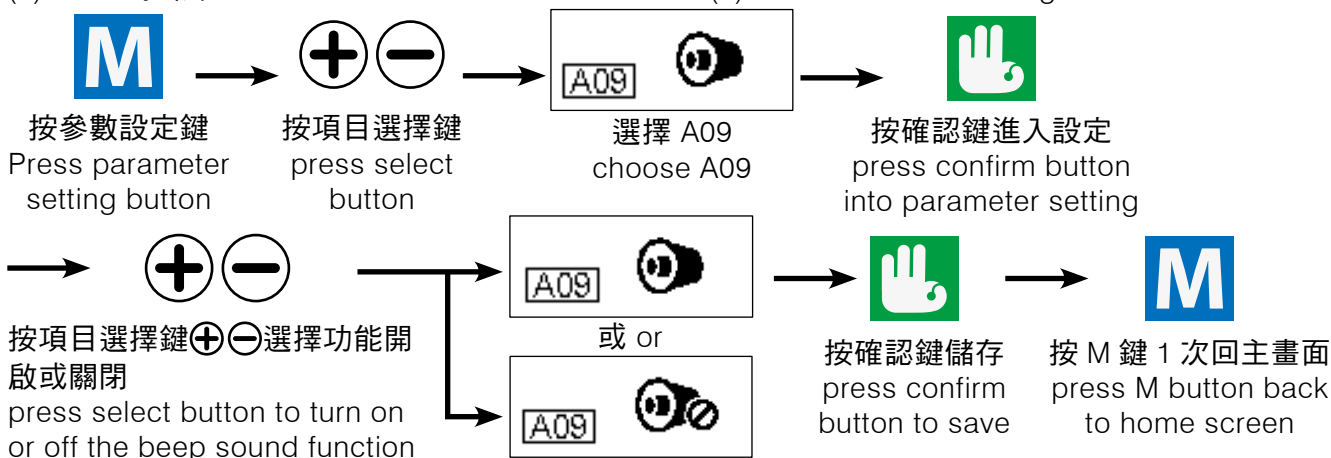 M
A09
按參數設定鍵
Press parameter
setting button
按項目選擇鍵
press select
button
選擇 A09
choose A09
按確認鍵進入設定
press confirm button
into parameter setting
A09
M
按項目選擇鍵⊕⊖選擇功能開
啟或關閉
press select button to turn on
or off the beep sound function
或 or
A09
按確認鍵儲存
press confirm
button to save
按 M 鍵 1 次回主畫面
press M button back
to home screen